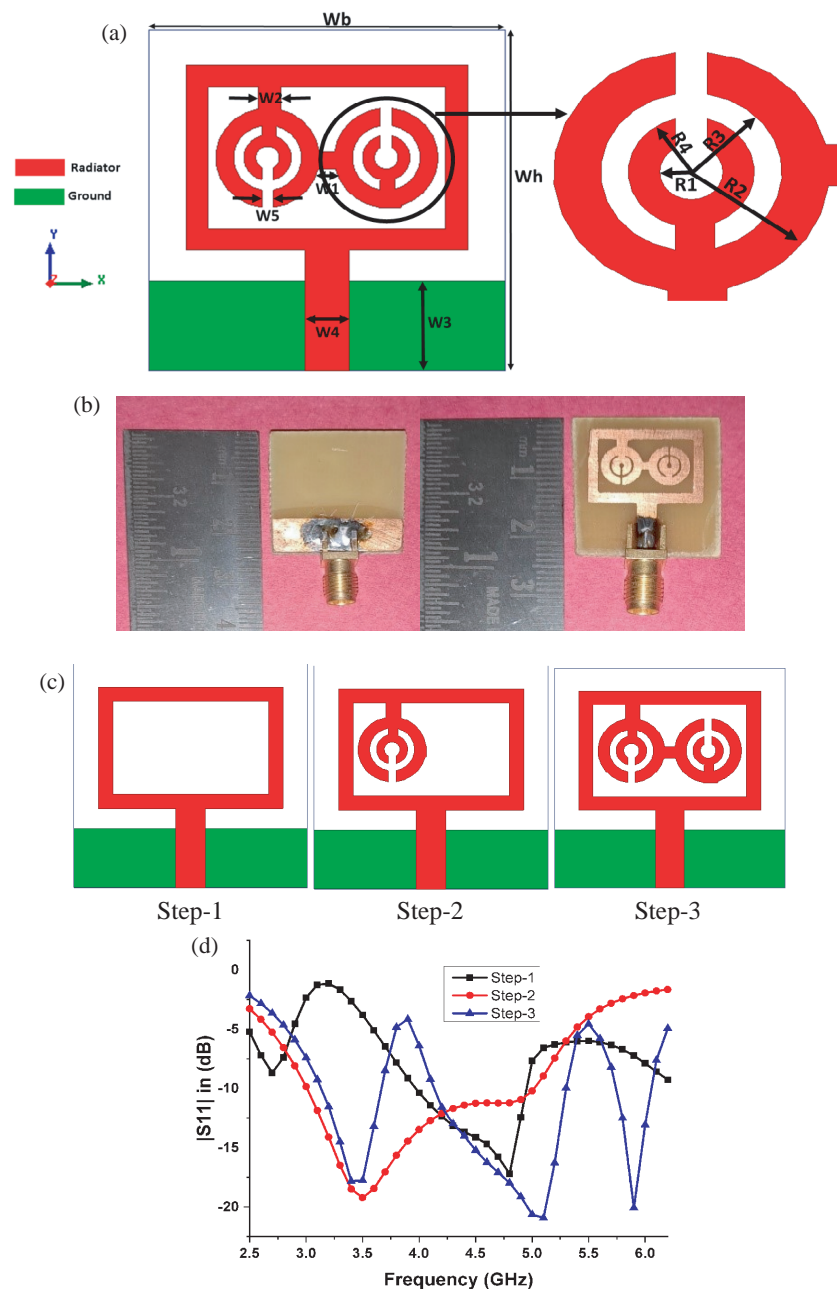 (a)
Wb
W2
W1
W5
Wh
R4
R3
R1
R2
Radiator
Ground
Y
Z
X
W4
W3
(b)
(c)
Step-1
Step-2
Step-3
(d)
Step-1
Step-2
Step-3
|S11| in (dB)
0
-5
-10
-15
-20
2.5 3.0 3.5 4.0 4.5 5.0 5.5 6.0
Frequency (GHz)
32
1
4
32
1
1
2
3
MADE